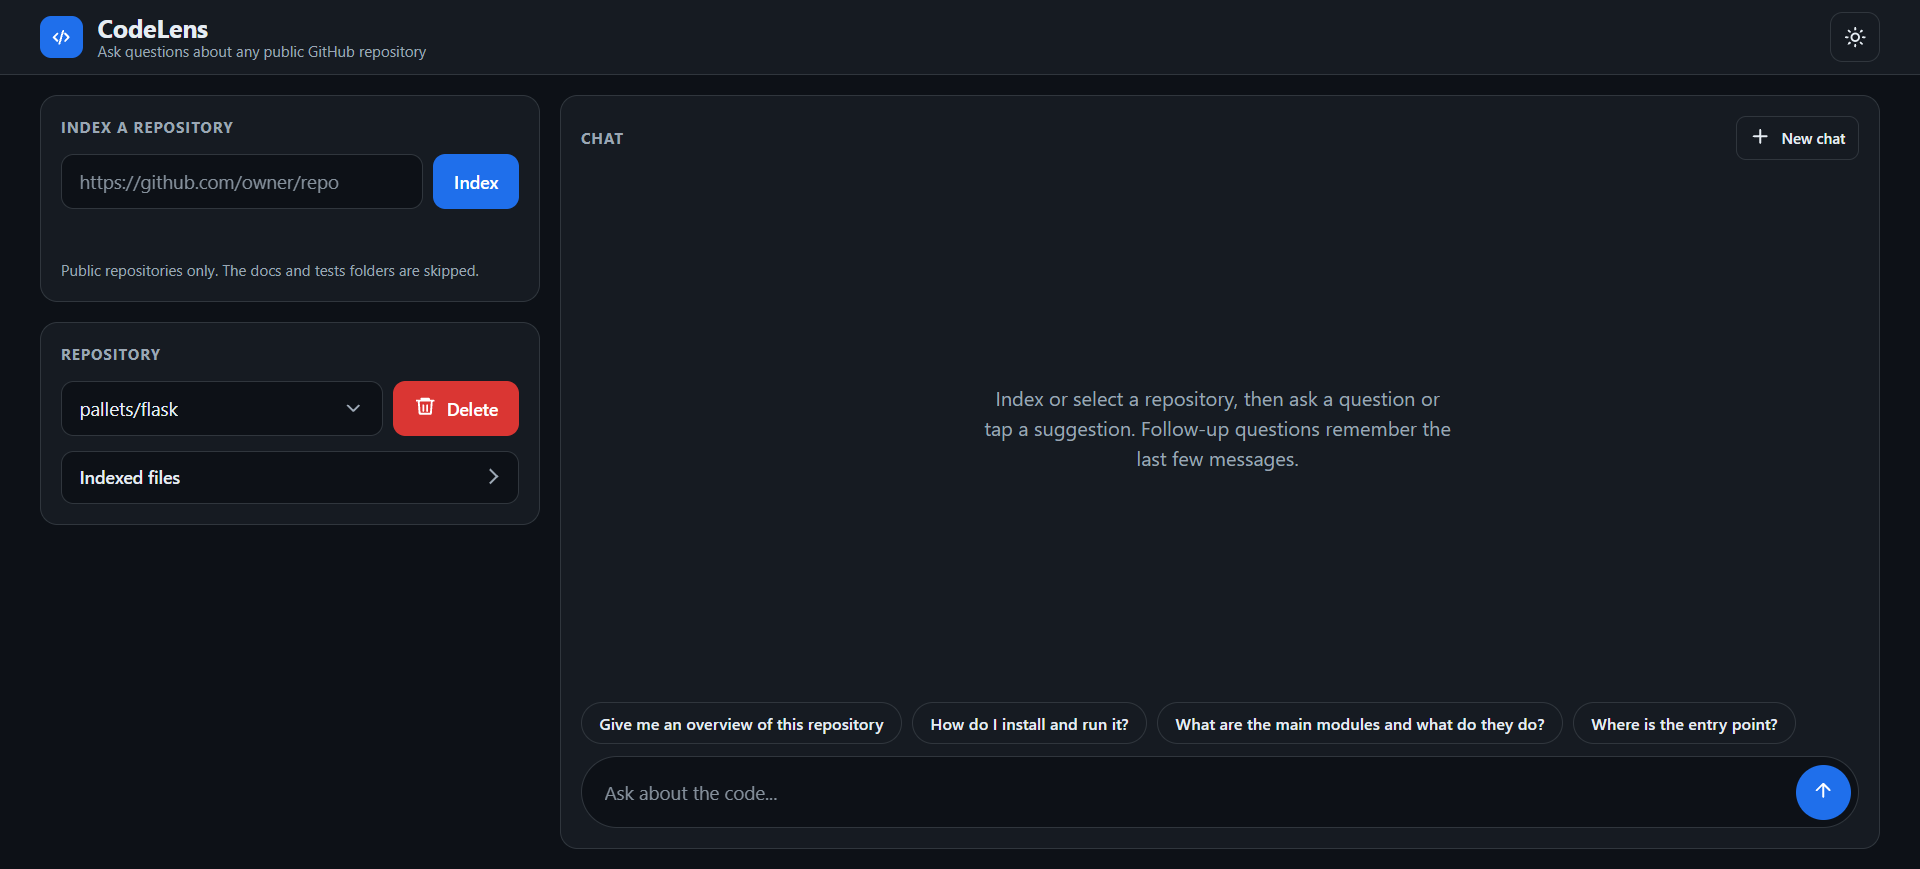 CodeLens
Ask questions about any public GitHub repository
INDEX A REPOSITORY
https://github.com/owner/repo
Index
Public repositories only. The docs and tests folders are skipped.
REPOSITORY
pallets/flask
Delete
Indexed files
CHAT
New chat
Index or select a repository, then ask a question or
tap a suggestion. Follow-up questions remember the
last few messages.
Give me an overview of this repository
How do I install and run it?
What are the main modules and what do they do?
Where is the entry point?
Ask about the code...